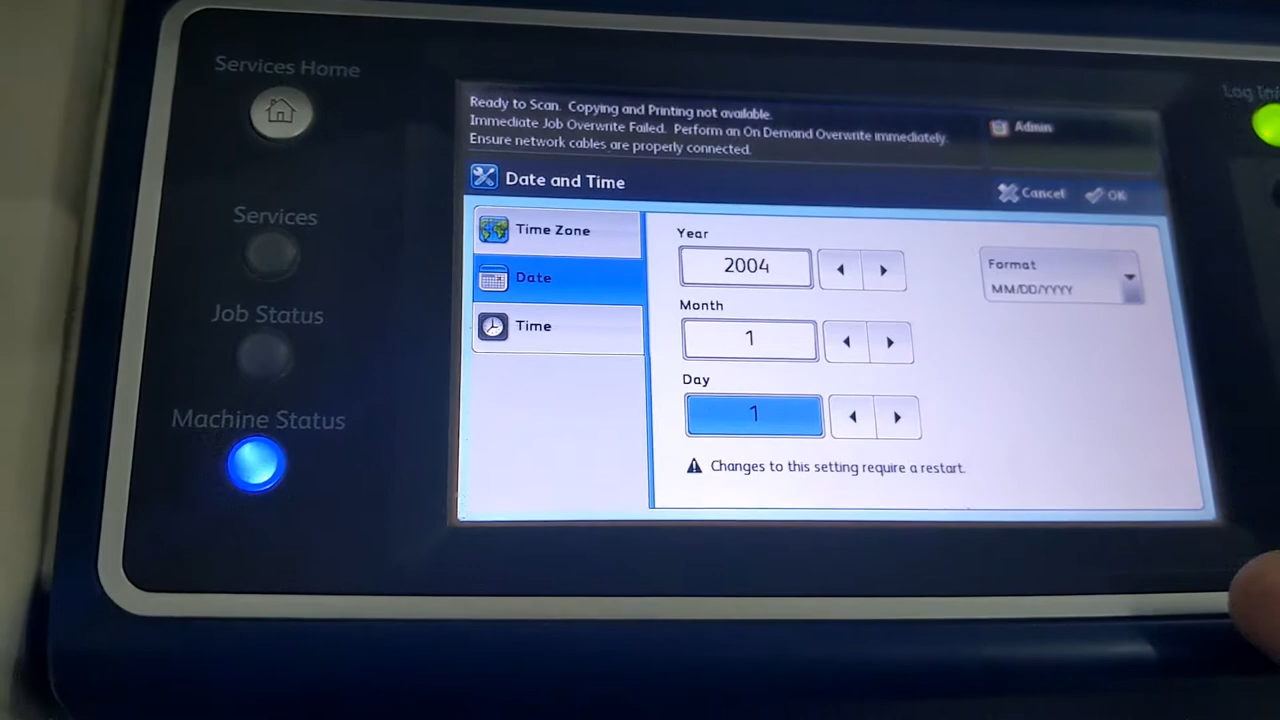 Services Home
Services
Job Status
Machine Status
Ready to Scan. Copying and Printing not available.
Immediate Job Overwrite Failed. Perform an On Demand Overwrite immediately.
Ensure network cables are properly connected.
Admin
Date and Time
Cancel
OK
Time Zone
Date
Time
Year
2004
Month
1
Day
1
Changes to this setting require a restart.
Format
MM/DD/YYYY
Log